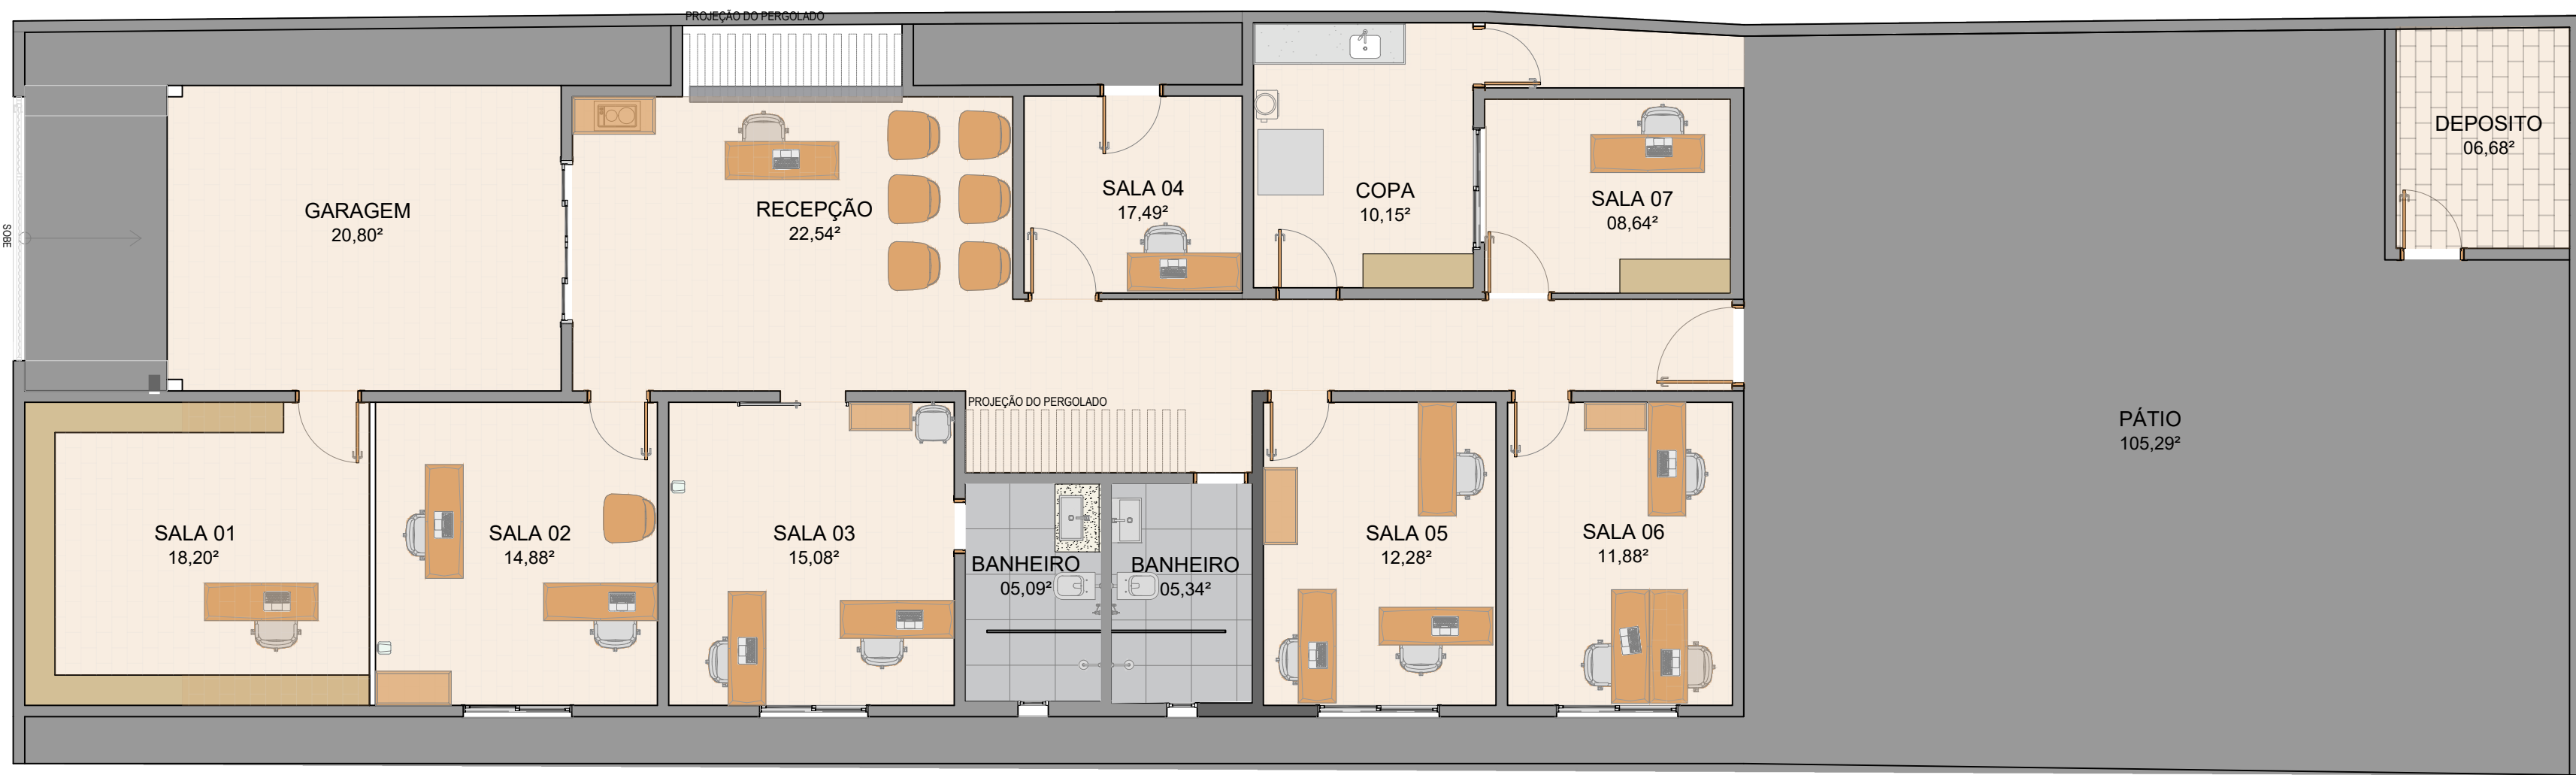 PROJEÇÃO DO PERGOLADO
SOBE
GARAGEM
20,80²
RECEPÇÃO
22,54²
SALA 04
17,49²
COPA
10,15²
SALA 07
08,64²
DEPOSITO
06,68²
PROJEÇÃO DO PERGOLADO
PÁTIO
105,29²
SALA 01
18,20²
SALA 02
14,88²
SALA 03
15,08²
BANHEIRO
05,09²
BANHEIRO
05,34²
SALA 05
12,28²
SALA 06
11,88²